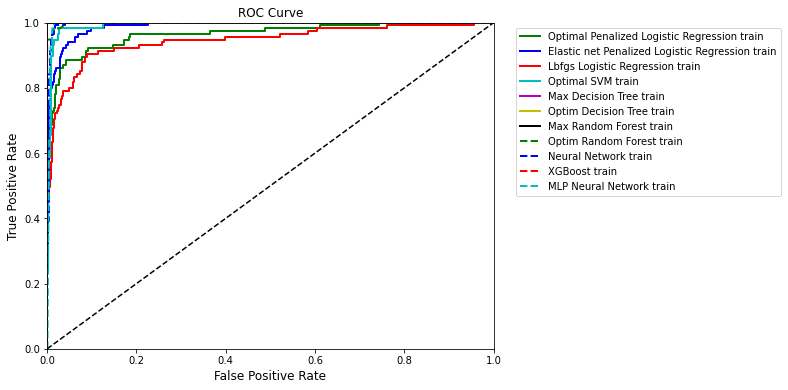 ROC Curve
True Positive Rate
1.0
0.8
0.6
0.4
0.2
0.0
0.0 0.2 0.4 0.6 0.8 1.0
False Positive Rate
Optimal Penalized Logistic Regression train
Elastic net Penalized Logistic Regression train
Lbfgs Logistic Regression train
Optimal SVM train
Max Decision Tree train
Optim Decision Tree train
Max Random Forest train
Optim Random Forest train
Neural Network train
XGBoost train
MLP Neural Network train